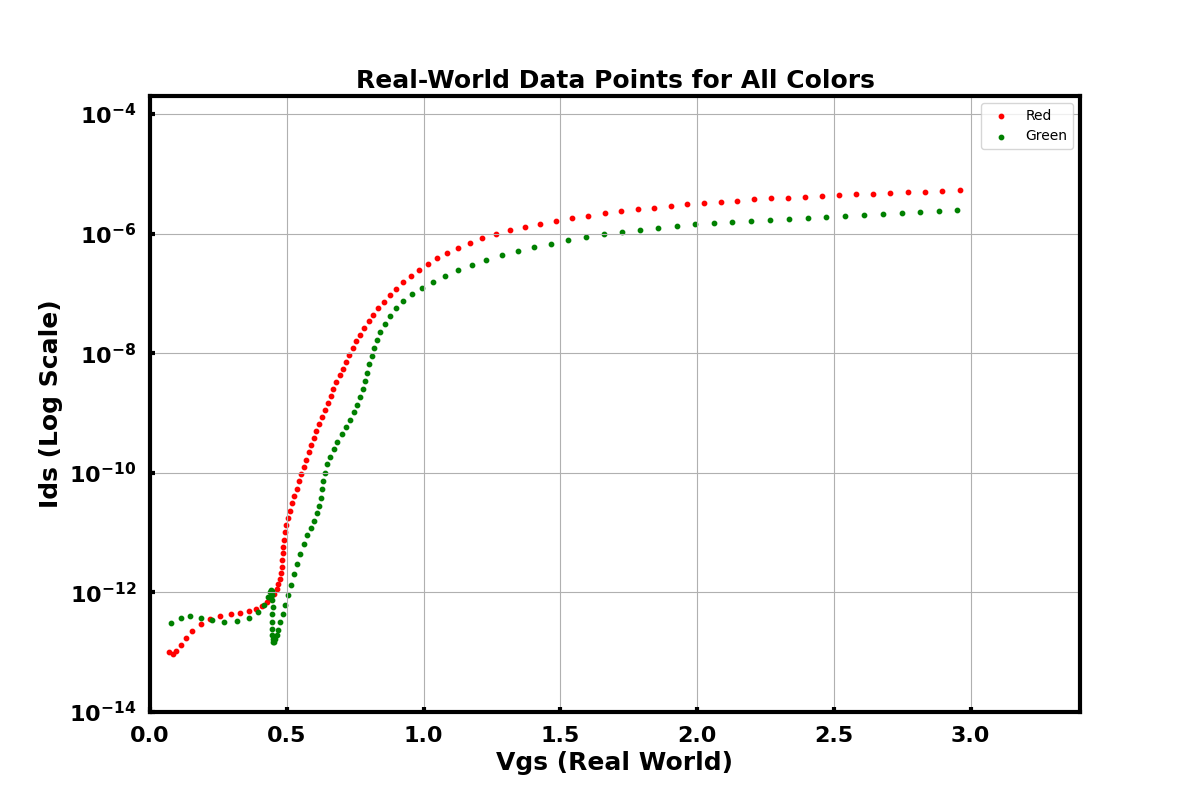 Real-World Data Points for All Colors
Red
Green
Ids (Log Scale)
10⁻⁴
10⁻⁶
10⁻⁸
10⁻¹⁰
10⁻¹²
10⁻¹⁴
0.0 0.5 1.0 1.5 2.0 2.5 3.0
Vgs (Real World)